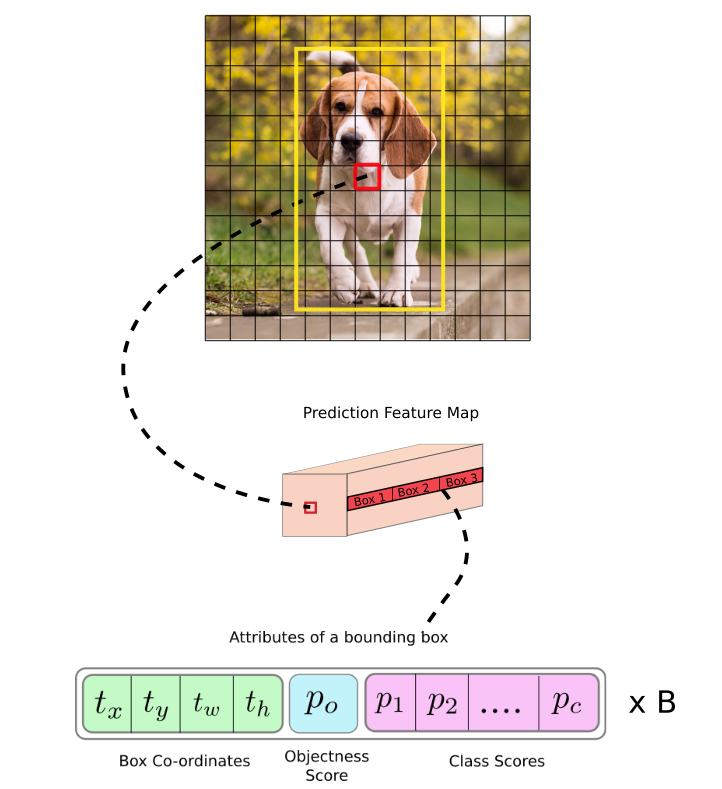 Prediction Feature Map
Box 1 Box 2 Box 3
Attributes of a bounding box
t_x t_y t_w t_h p_o p_1 p_2 .... p_c x B
Box Co-ordinates Objectness Score Class Scores